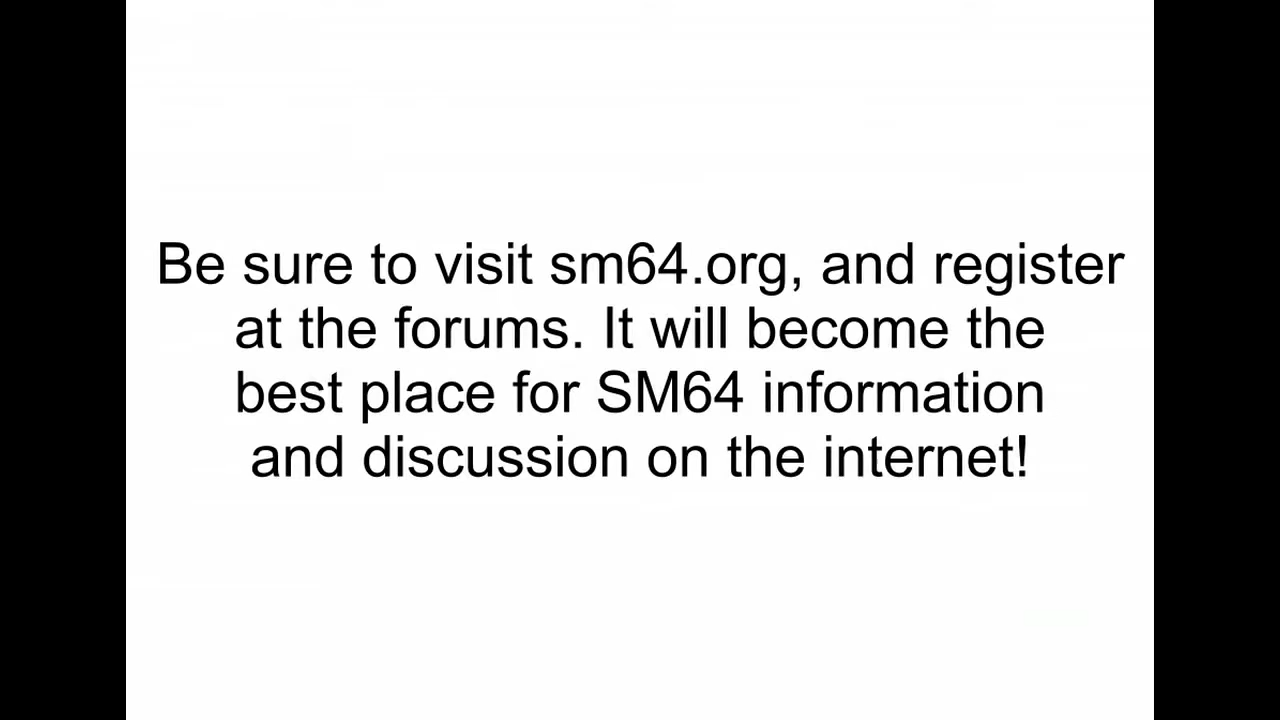 Be sure to visit sm64.org, and register
at the forums. It will become the
best place for SM64 information
and discussion on the internet!